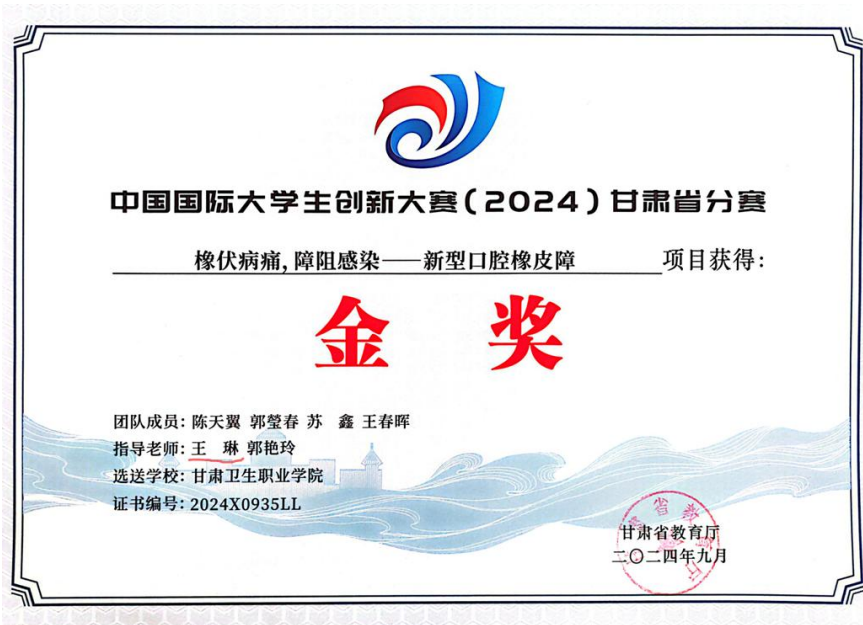 中国国际大学生创新大赛(2024)甘肃省分赛
橡伏病痛,障阻感染——新型口腔橡皮障 项目获得:
金 奖
团队成员: 陈天翼 郭莹春 苏 鑫 王春晖
指导老师: 王 琳 郭艳玲
选送学校: 甘肃卫生职业学院
证书编号: 2024X0935LL
甘肃省教育厅
二〇二四年九月